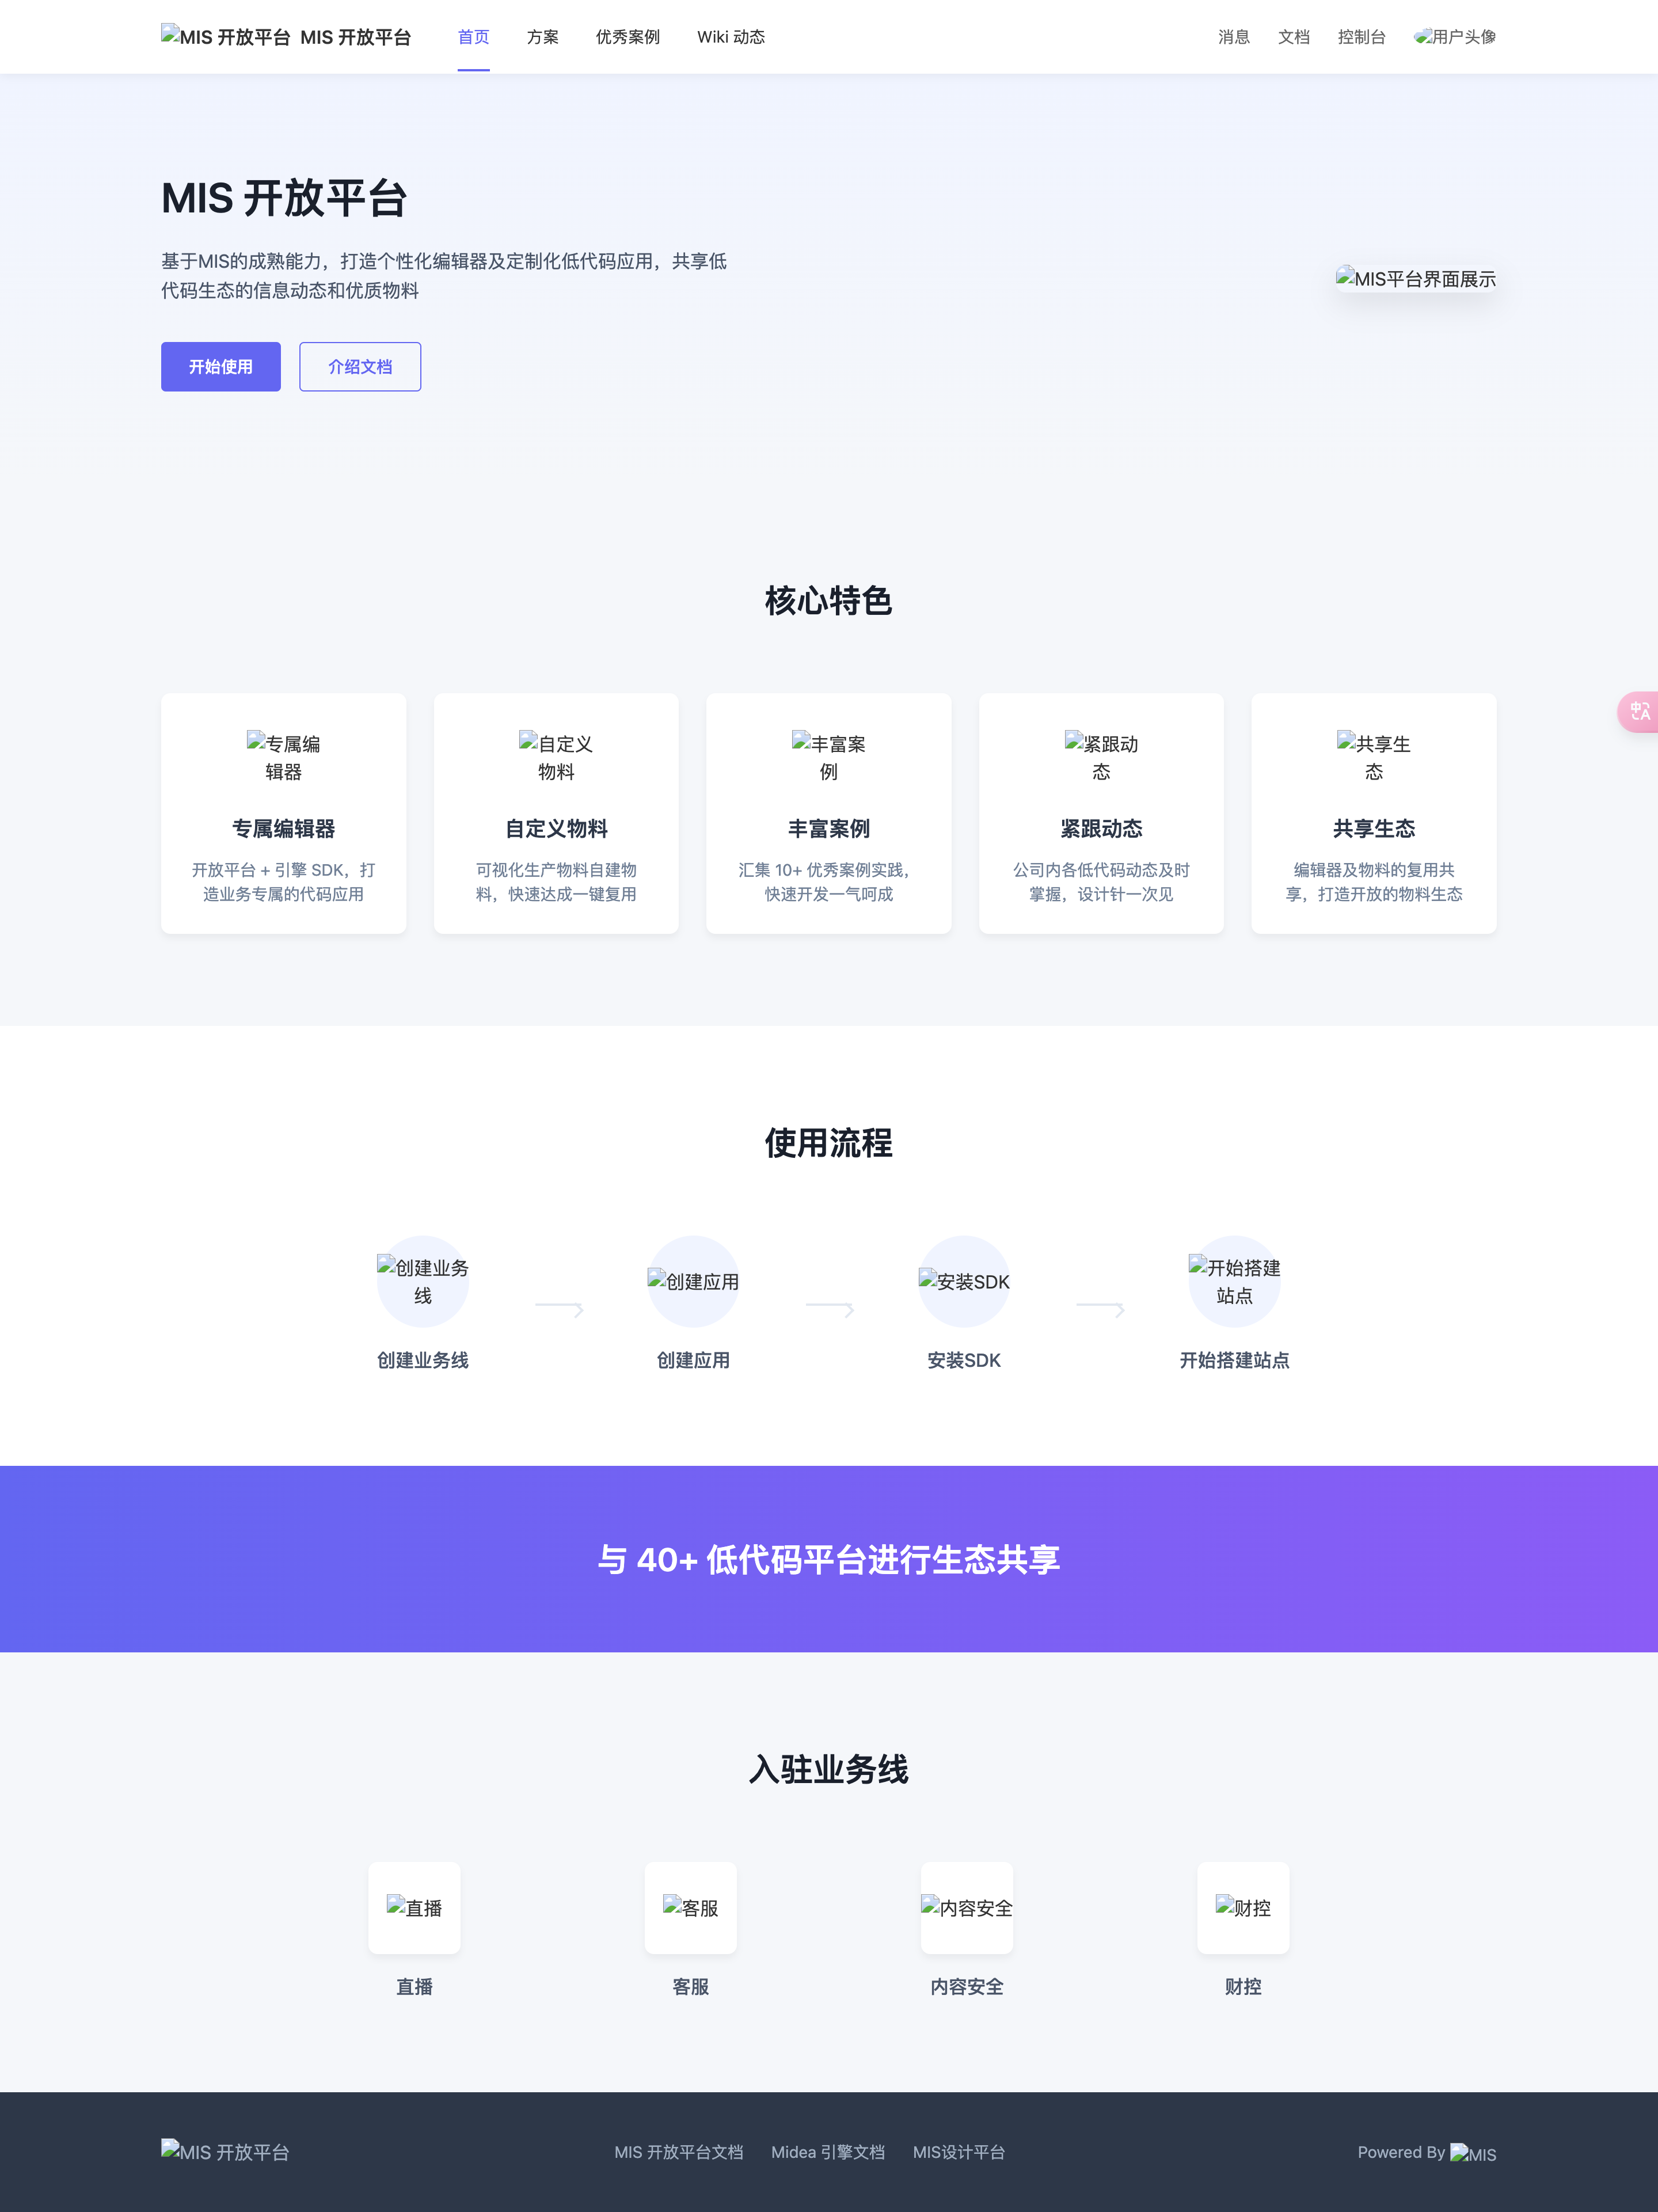 MIS 开放平台 MIS 开放平台 首页 方案 优秀案例 Wiki 动态 消息 文档 控制台 用户头像
MIS 开放平台
基于MIS的成熟能力，打造个性化编辑器及定制化低代码应用，共享低
代码生态的信息动态和优质物料
开始使用 介绍文档
MIS平台界面展示
核心特色
专属编
辑器
专属编辑器
开放平台 + 引擎 SDK，打
造业务专属的代码应用
自定义
物料
自定义物料
可视化生产物料自建物
料，快速达成一键复用
丰富案
例
丰富案例
汇集 10+ 优秀案例实践，
快速开发一气呵成
紧跟动
态
紧跟动态
公司内各低代码动态及时
掌握，设计针一次见
共享生
态
共享生态
编辑器及物料的复用共
享，打造开放的物料生态
中A
使用流程
创建业务
线
创建业务线
创建应用
创建应用
安装SDK
安装SDK
开始搭建
站点
开始搭建站点
与 40+ 低代码平台进行生态共享
入驻业务线
直播
直播
客服
客服
内容安全
内容安全
财控
财控
MIS 开放平台 MIS 开放平台文档 Midea 引擎文档 MIS设计平台 Powered By MIS